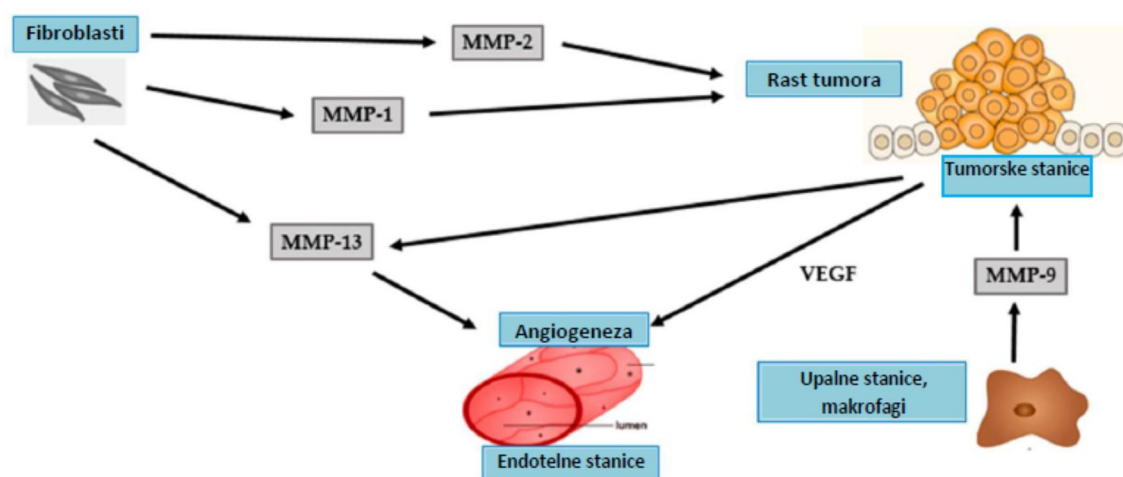 Fibroblasti
MMP-2
Rast tumora
MMP-1
Tumorske stanice
MMP-13
VEGF
MMP-9
Angiogeneza
Upalne stanice,
makrofagi
lumen
Endotelne stanice